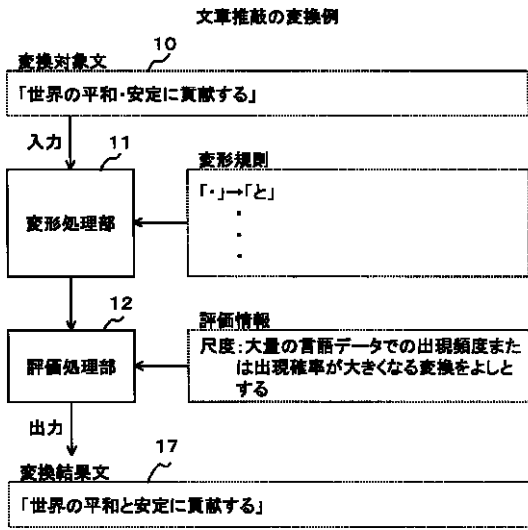 文章推敲の変換例
10
変換対象文
「世界の平和・安定に貢献する」
入力
11
変形処理部
変形規則
「・」→「と」
・
・
・
12
評価処理部
評価情報
尺度：大量の言語データでの出現頻度また
は出現確率が大きくなる変換をよしと
する
出力
17
変換結果文
「世界の平和と安定に貢献する」